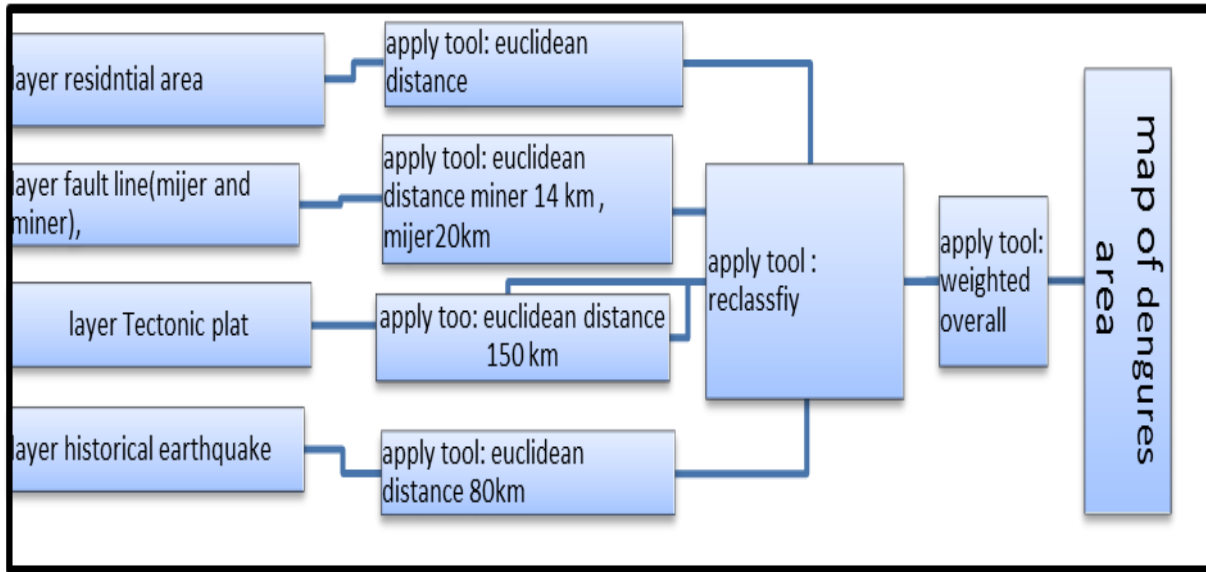 layer residntial area
apply tool: euclidean
distance
layer fault line(mijer and
miner),
apply tool: euclidean
distance miner 14 km ,
mijer20km
layer Tectonic plat
apply too: euclidean distance
150 km
layer historical earthquake
apply tool: euclidean
distance 80km
apply tool :
reclassfiy
apply tool:
weighted
overall
map of dengures
area